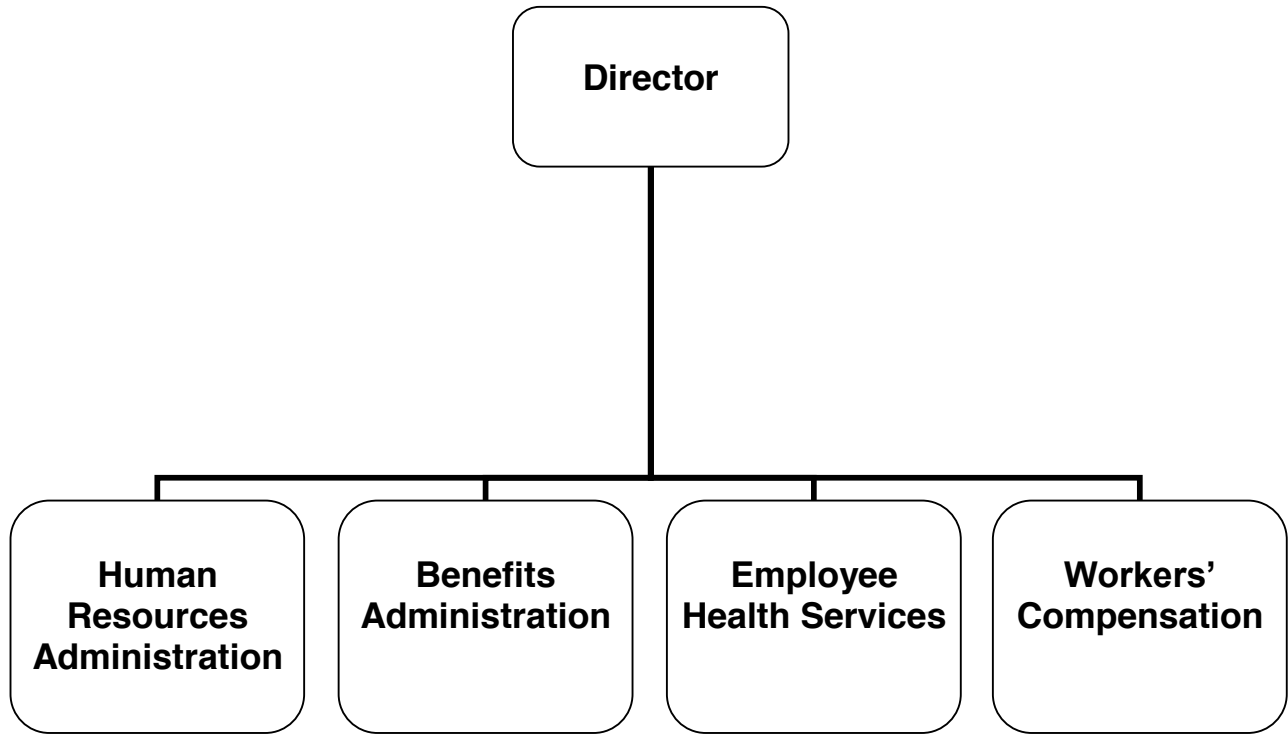 Director
Human
Resources
Administration
Benefits
Administration
Employee
Health Services
Workers’
Compensation